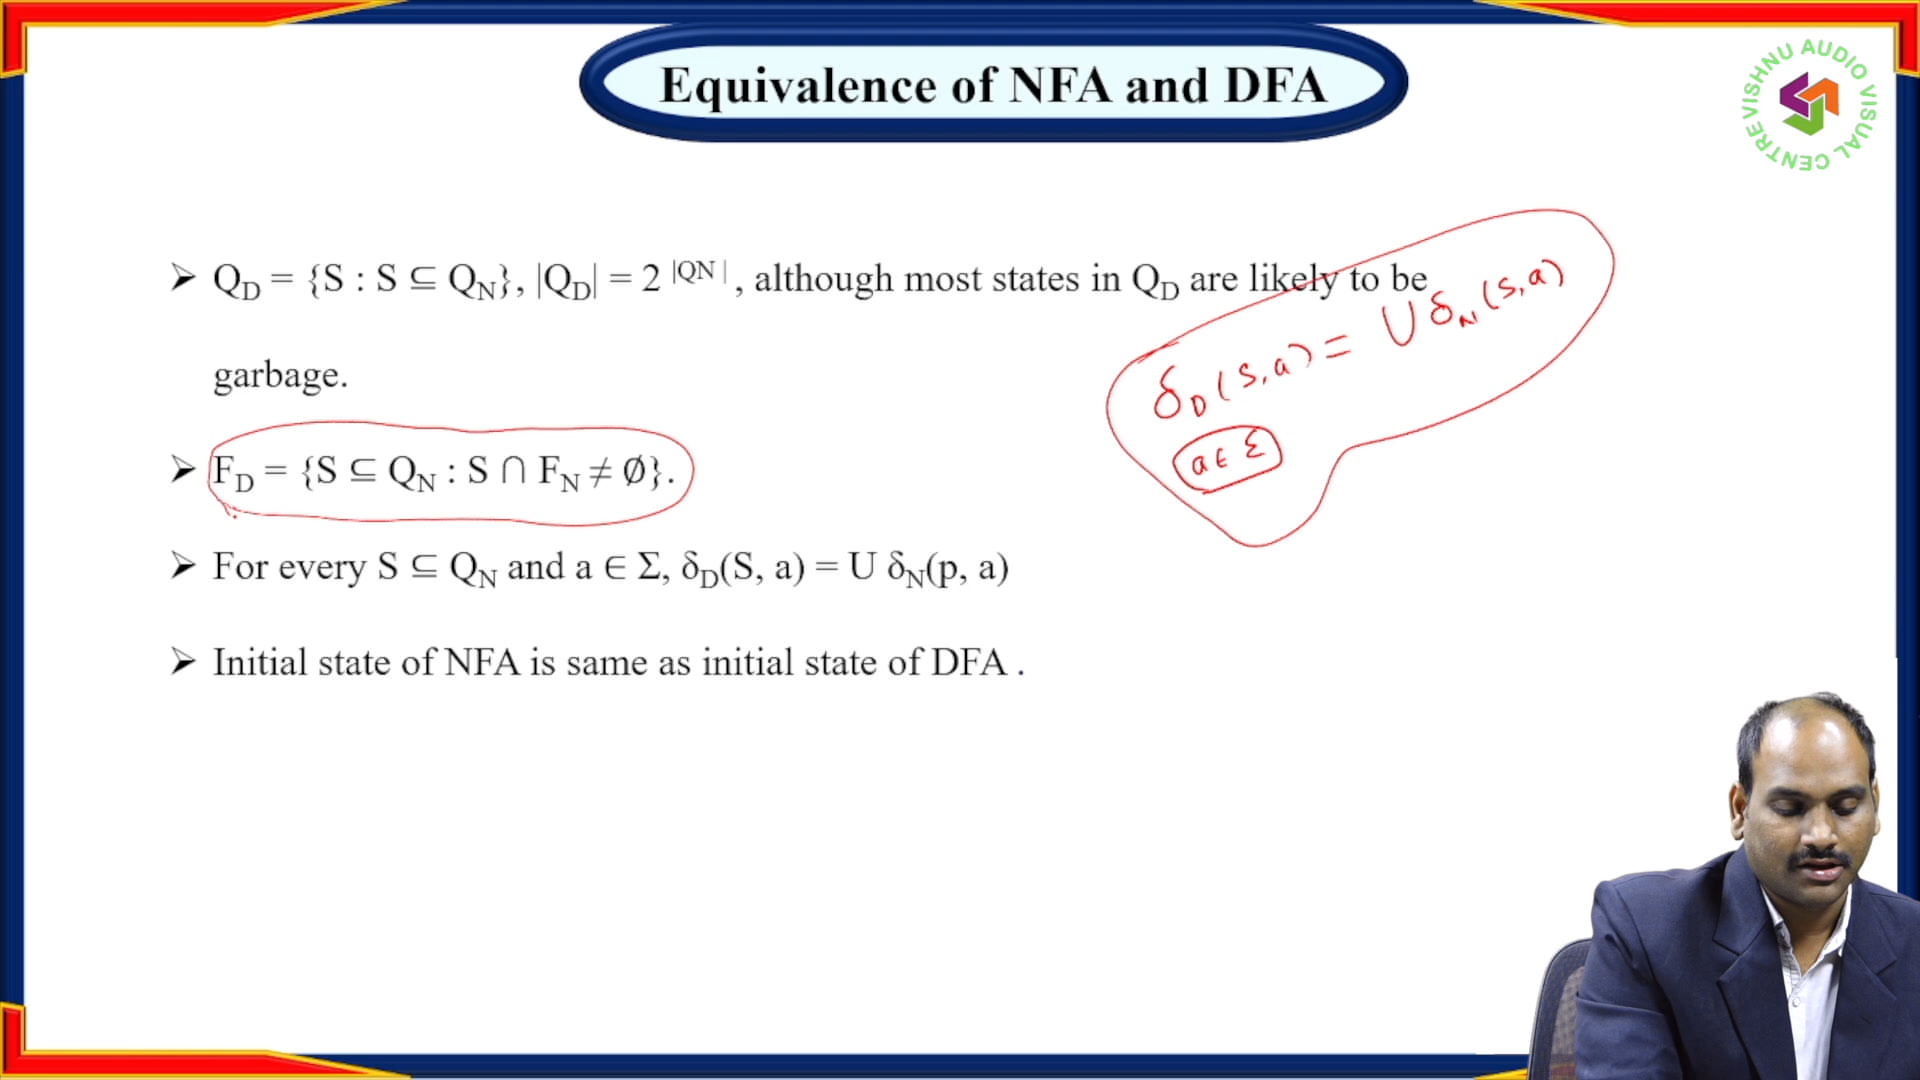 Equivalence of NFA and DFA
VISHNU AUDIO VISUAL CENTRE
➢ Q_D = {S : S ⊆ Q_N}, |Q_D| = 2 ^|QN|, although most states in Q_D are likely to be
garbage.
δ_D(S,a) = U δ_N(S,a)
a ∈ Σ
➢ F_D = {S ⊆ Q_N : S ∩ F_N ≠ ∅}.
➢ For every S ⊆ Q_N and a ∈ Σ, δ_D(S, a) = U δ_N(p, a)
➢ Initial state of NFA is same as initial state of DFA .